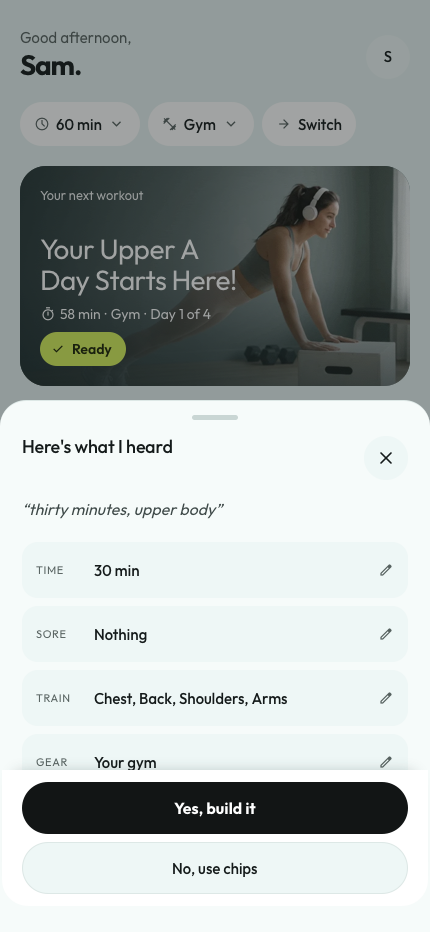 Good afternoon,
Sam.
S
60 min
Gym
Switch
Your next workout
Your Upper A
Day Starts Here!
58 min · Gym · Day 1 of 4
Ready
Here's what I heard
“thirty minutes, upper body”
TIME 30 min
SORE Nothing
TRAIN Chest, Back, Shoulders, Arms
GEAR Your gym
Yes, build it
No, use chips